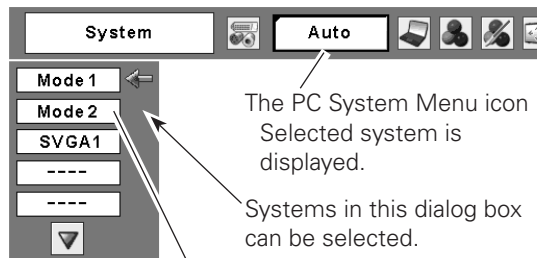 System
Auto
Mode 1
Mode 2
SVGA1
----
----
The PC System Menu icon
Selected system is
displayed.
Systems in this dialog box
can be selected.